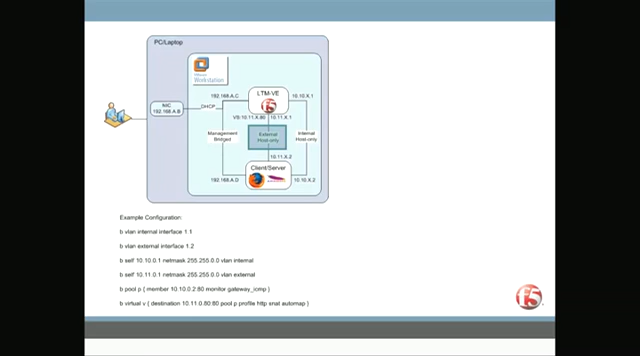 PC/Laptop
vmware
Workstation
NIC
192.168.A.B
DHCP
192.168.A.C
LTM-VE
10.10.X.1
f5
VS:10.11.X.80
10.11.X.1
Management
Bridged
External
Host-only
Internal
Host-only
10.11.X.2
Client/Server
192.168.A.D
10.10.X.2
Example Configuration:
b vlan internal interface 1.1
b vlan external interface 1.2
b self 10.10.0.1 netmask 255.255.0.0 vlan internal
b self 10.11.0.1 netmask 255.255.0.0 vlan external
b pool p { member 10.10.0.2:80 monitor gateway_icmp }
b virtual v { destination 10.11.0.80:80 pool p profile http snat automap }
f5